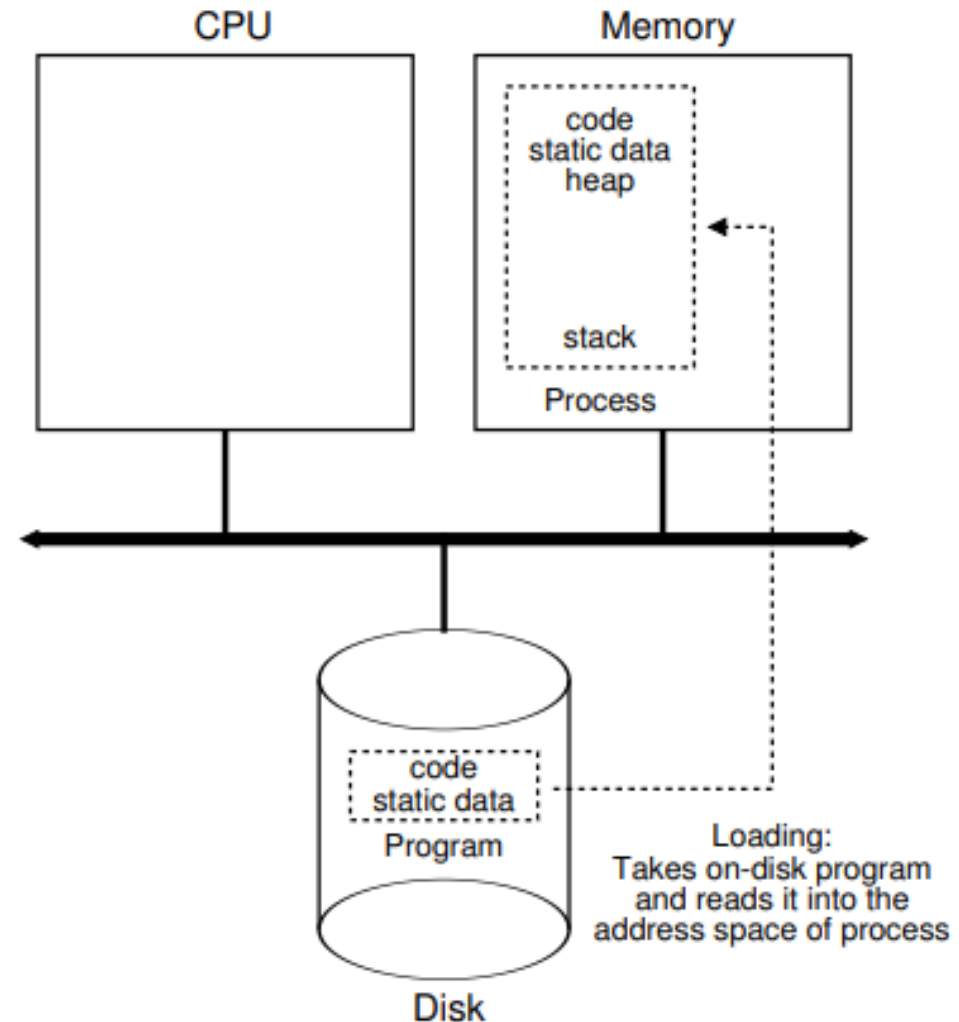 CPU
Memory
code
static data
heap
stack
Process
code
static data
Program
Loading:
Takes on-disk program
and reads it into the
address space of process
Disk